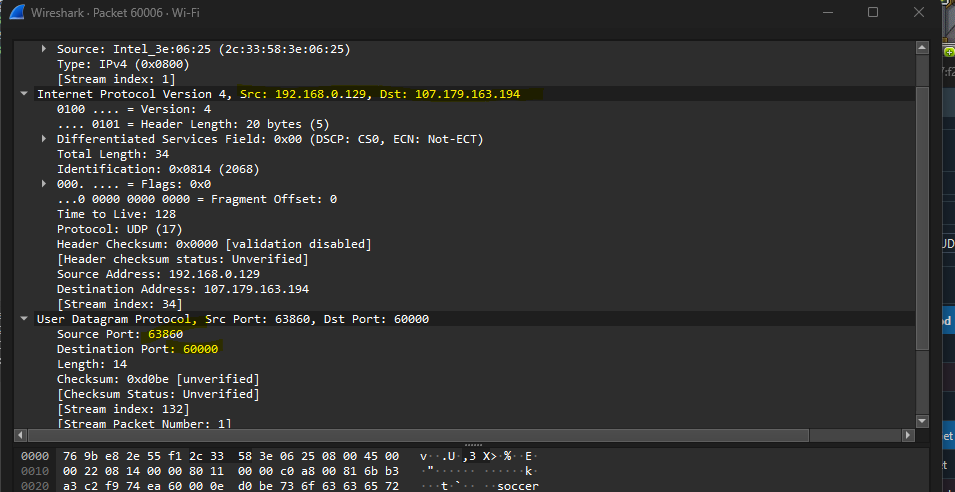 Wireshark · Packet 60006 · Wi-Fi
Source: Intel_3e:06:25 (2c:33:58:3e:06:25)
Type: IPv4 (0x0800)
[Stream index: 1]
Internet Protocol Version 4, Src: 192.168.0.129, Dst: 107.179.163.194
0100 .... = Version: 4
.... 0101 = Header Length: 20 bytes (5)
Differentiated Services Field: 0x00 (DSCP: CS0, ECN: Not-ECT)
Total Length: 34
Identification: 0x0814 (2068)
000. .... = Flags: 0x0
...0 0000 0000 0000 = Fragment Offset: 0
Time to Live: 128
Protocol: UDP (17)
Header Checksum: 0x0000 [validation disabled]
[Header checksum status: Unverified]
Source Address: 192.168.0.129
Destination Address: 107.179.163.194
[Stream index: 34]
User Datagram Protocol, Src Port: 63860, Dst Port: 60000
Source Port: 63860
Destination Port: 60000
Length: 14
Checksum: 0xd0be [unverified]
[Checksum Status: Unverified]
[Stream index: 132]
[Stream Packet Number: 1]
0000 76 9b e8 2e 55 f1 2c 33 58 3e 06 25 08 00 45 00 v··.U·,3 X>·%··E·
0010 00 22 08 14 00 00 80 11 00 00 c0 a8 00 81 6b b3 ·"······ ······k·
0020 a3 c2 f9 74 ea 60 00 0e d0 be 73 6f 63 63 65 72 ···t·`·· ··soccer